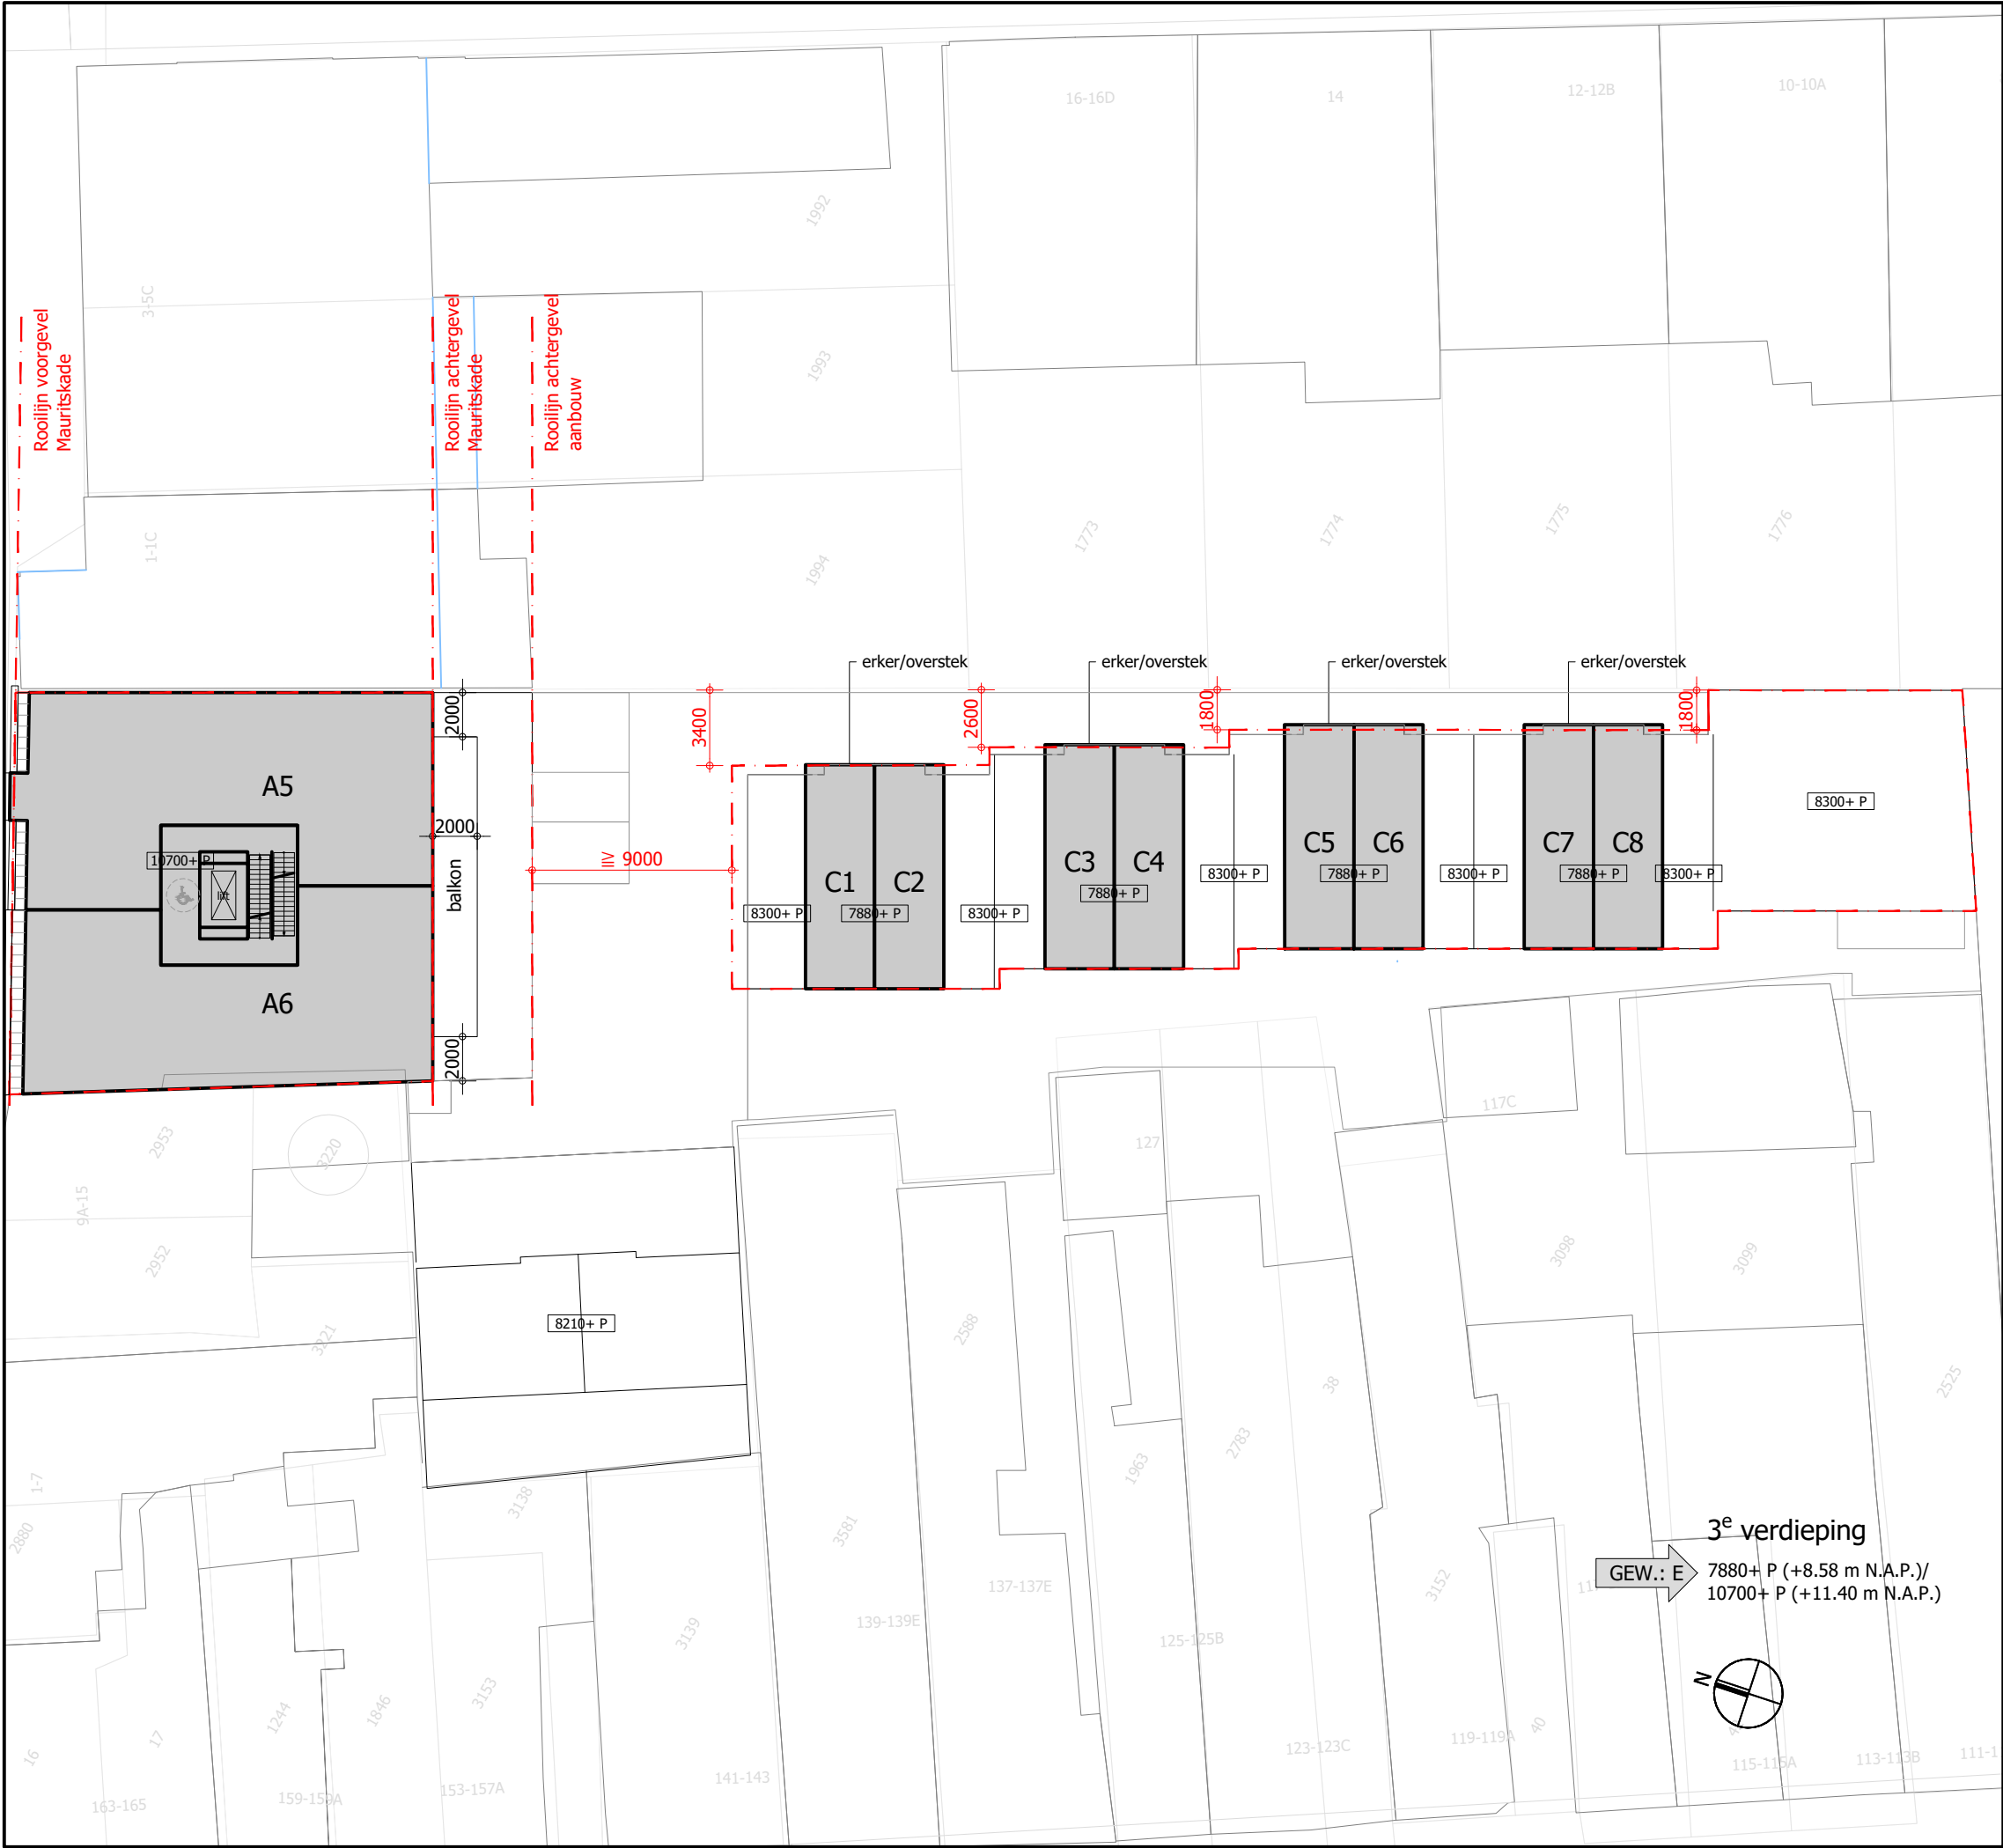 16-16D
14
12-12B
10-10A
1992
3-5C
Rooilijn voorgevel
Mauritskade
Rooilijn achtergevel
Mauritskade
Rooilijn achtergevel
aanbouw
1993
1-1C
1994
1773
1774
1775
1776
erker/overstek
erker/overstek
erker/overstek
erker/overstek
2000
3400
2600
1800
1800
A5
2000
balkon
≥ 9000
10700+ P
lift
A6
2000
C1
C2
C3
C4
C5
C6
C7
C8
8300+ P
7880+ P
8300+ P
7880+ P
8300+ P
7880+ P
8300+ P
7880+ P
8300+ P
8300+ P
2953
3220
9A-15
2952
3221
8210+ P
127
117C
2588
38
3098
3099
2525
1-7
2880
3138
3581
1963
2783
3152
137-137E
139-139E
125-125B
3139
3153
1846
1244
17
16
163-165
159-159A
153-157A
141-143
123-123C
119-119A
40
115-115A
113-113B
111-1
3e verdieping
GEW.: E
7880+ P (+8.58 m N.A.P.)/
10700+ P (+11.40 m N.A.P.)
N